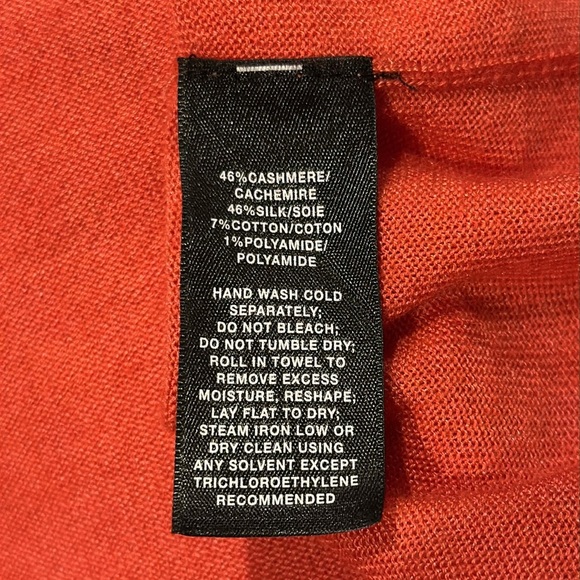 46%CASHMERE/
CACHEMIRE
46%SILK/SOIE
7%COTTON/COTON
1%POLYAMIDE/
POLYAMIDE
HAND WASH COLD
SEPARATELY;
DO NOT BLEACH;
DO NOT TUMBLE DRY;
ROLL IN TOWEL TO
REMOVE EXCESS
MOISTURE, RESHAPE;
LAY FLAT TO DRY;
STEAM IRON LOW OR
DRY CLEAN USING
ANY SOLVENT EXCEPT
TRICHLOROETHYLENE
RECOMMENDED